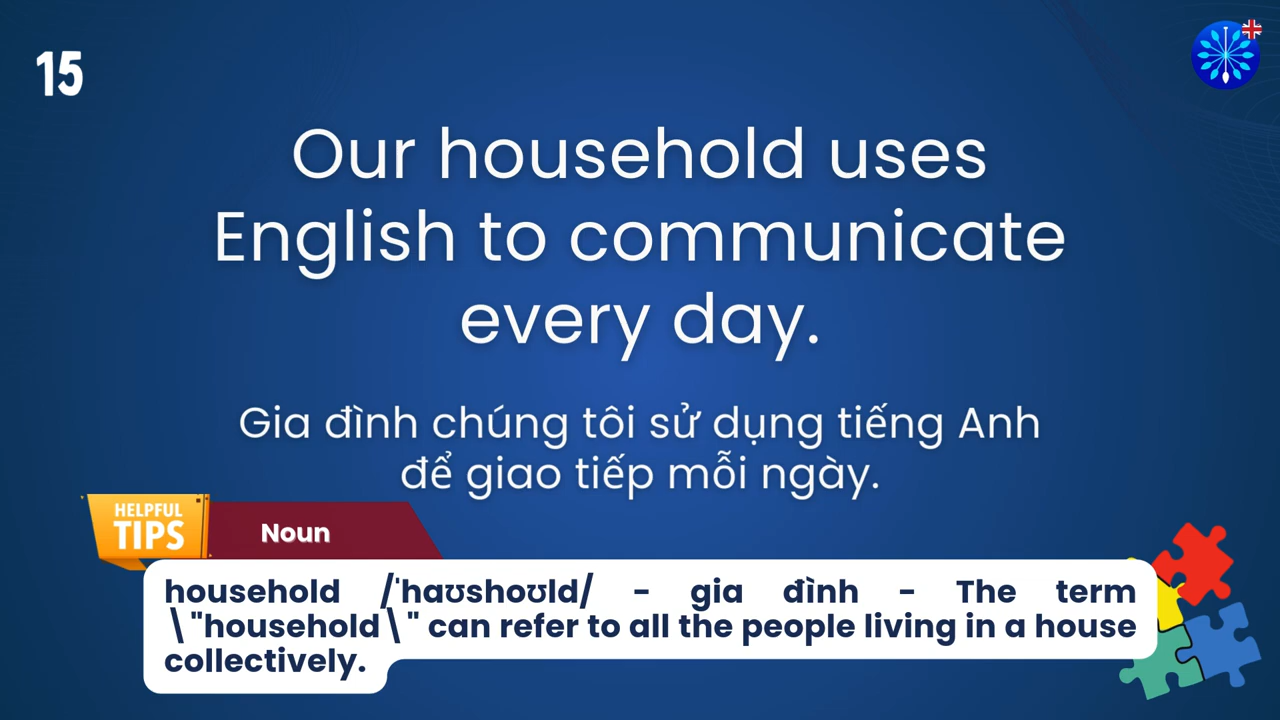 15
Our household uses
English to communicate
every day.
Gia đình chúng tôi sử dụng tiếng Anh
để giao tiếp mỗi ngày.
HELPFUL
TIPS
Noun
household /ˈhaʊshoʊld/ - gia đình - The term
\"household\" can refer to all the people living in a house
collectively.